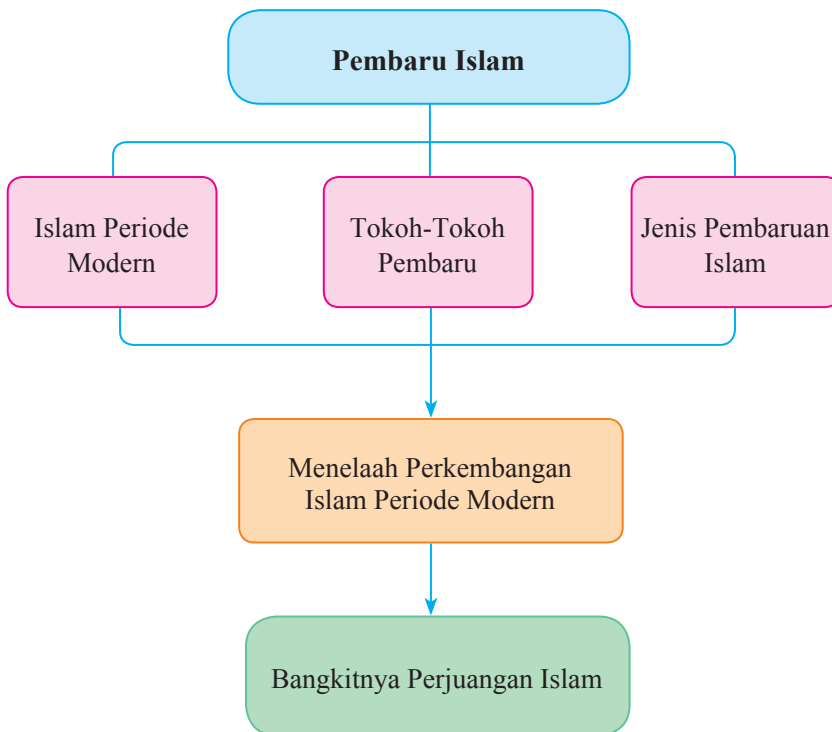 Pembaru Islam
Islam Periode
Modern
Tokoh-Tokoh
Pembaru
Jenis Pembaruan
Islam
Menelaah Perkembangan
Islam Periode Modern
Bangkitnya Perjuangan Islam